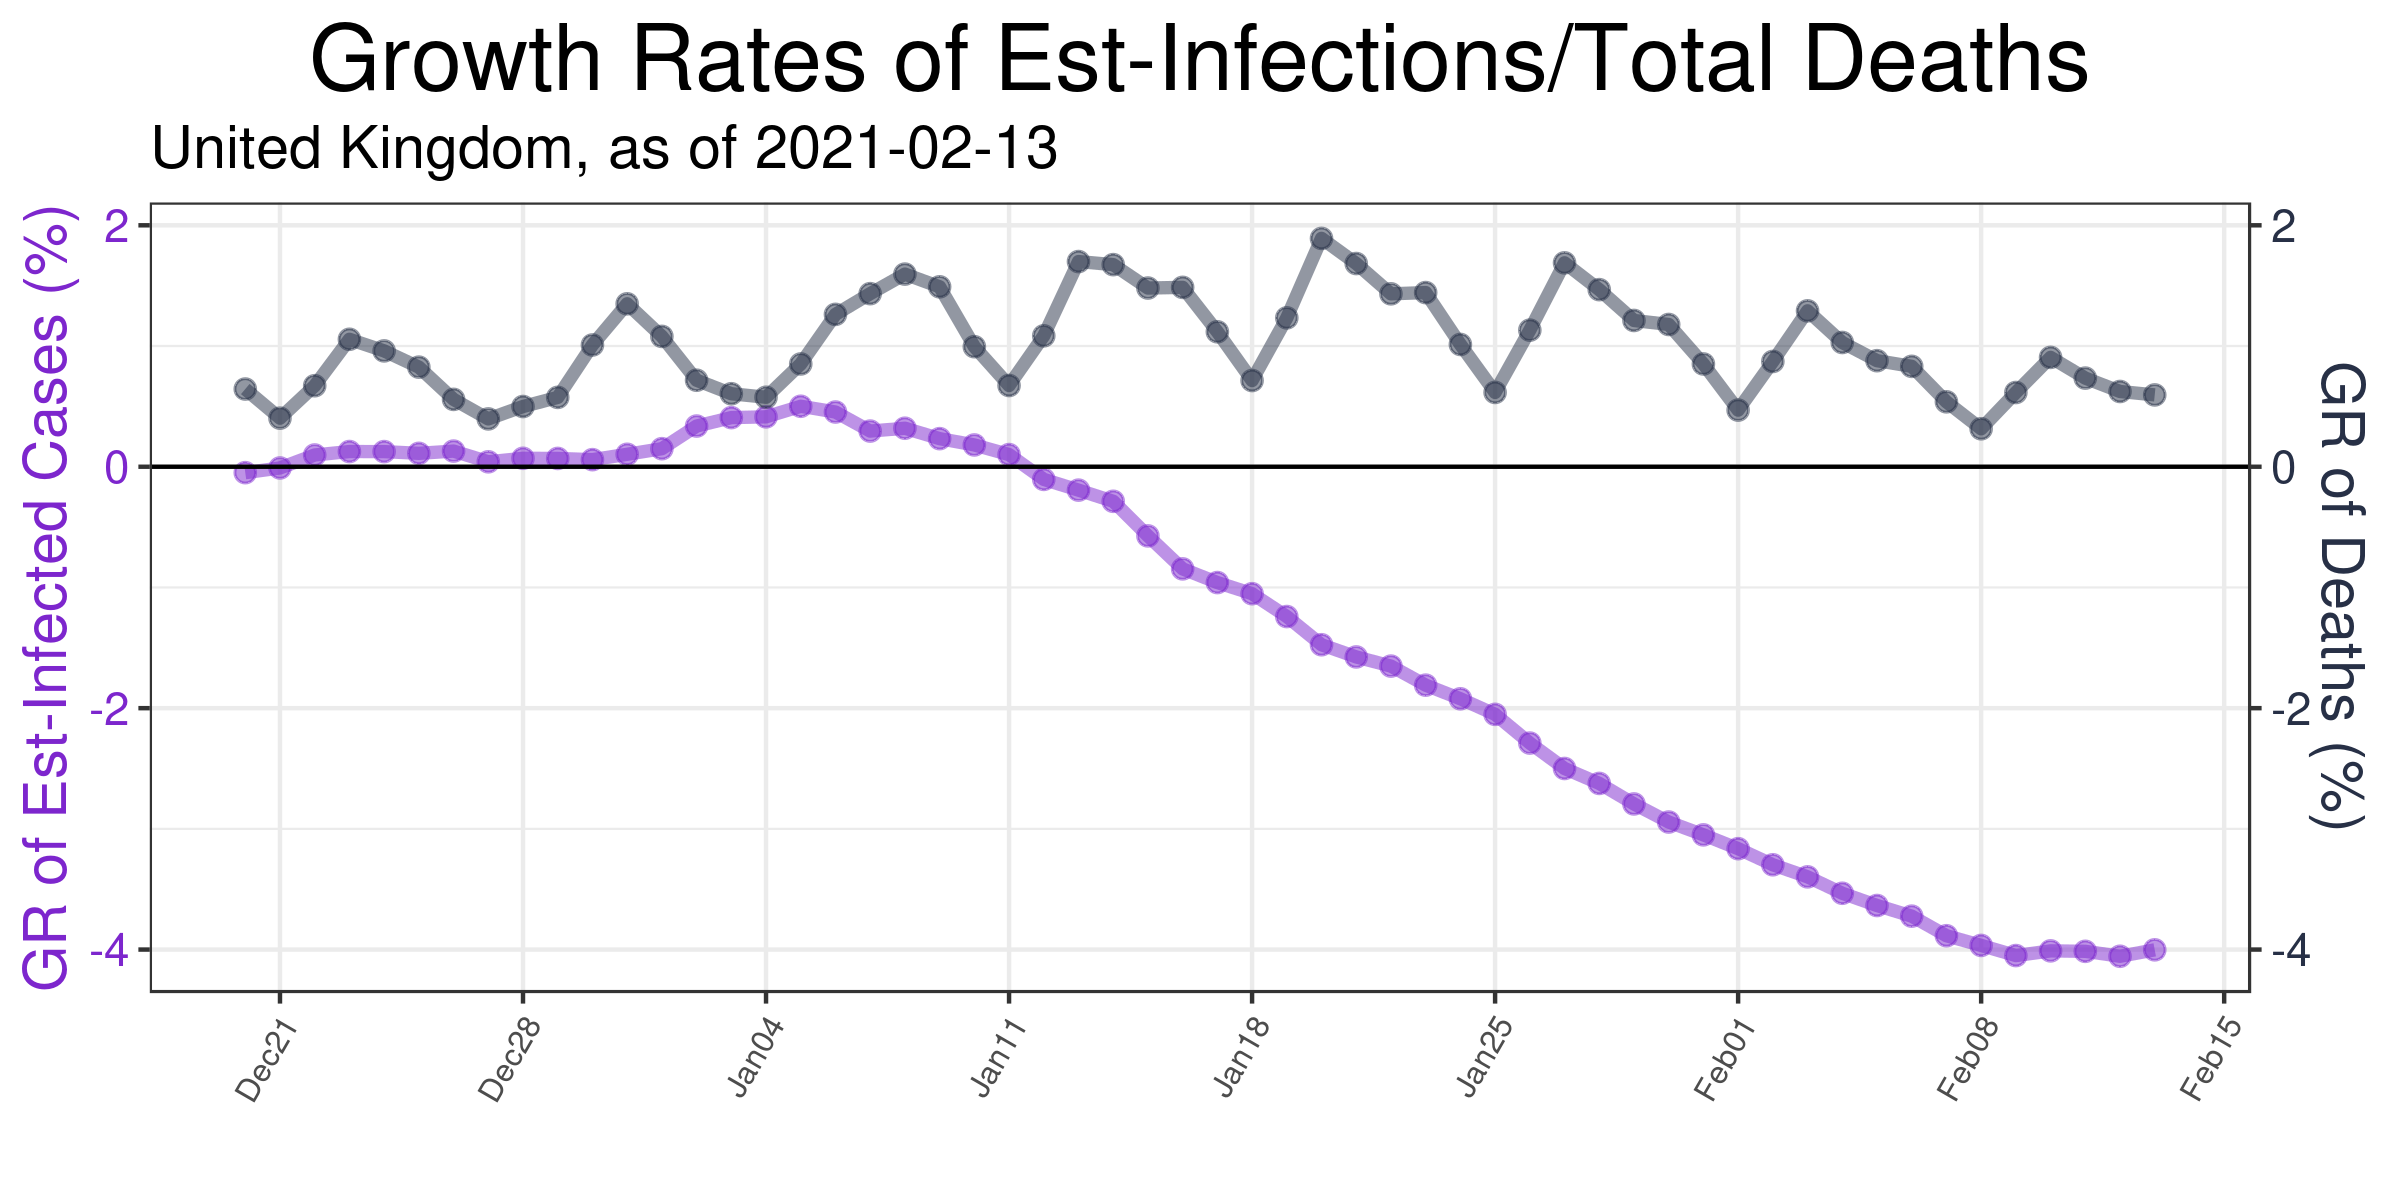 Growth Rates of Est-Infections/Total Deaths
United Kingdom, as of 2021-02-13
GR of Est-Infected Cases (%)
2
0
-2
-4
2
0
-2
-4
GR of Deaths (%)
Dec21
Dec28
Jan04
Jan11
Jan18
Jan25
Feb01
Feb08
Feb15